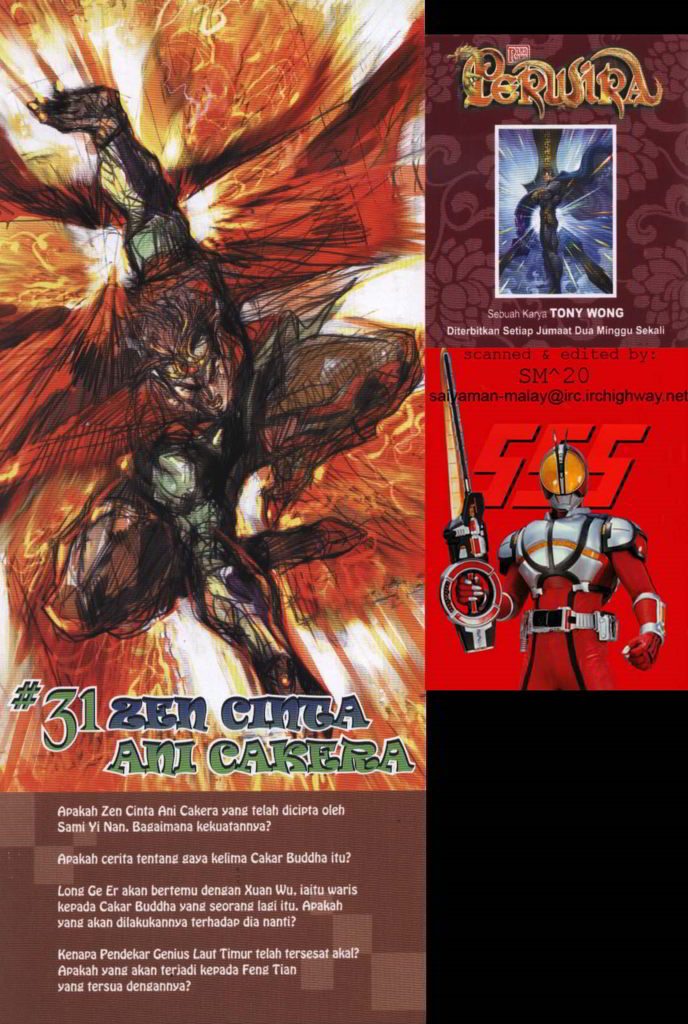 #31 ZEN CINTA
ANI CAKERA
Apakah Zen Cinta Ani Cakera yang telah dicipta oleh
Sami Yi Nan. Bagaimana kekuatannya?
Apakah cerita tentang gaya kelima Cakar Buddha itu?
Long Ge Er akan bertemu dengan Xuan Wu, iaitu waris
kepada Cakar Buddha yang seorang lagi itu. Apakah
yang akan dilakukannya terhadap dia nanti?
Kenapa Pendekar Genius Laut Timur telah tersesat akal?
Apakah yang akan terjadi kepada Feng Tian
yang tersua dengannya?
PERWIRA
Sebuah Karya TONY WONG
Diterbitkan Setiap Jumaat Dua Minggu Sekali
scanned & edited by:
SM^20
saiyaman-malay@irc.irchighway.net
555